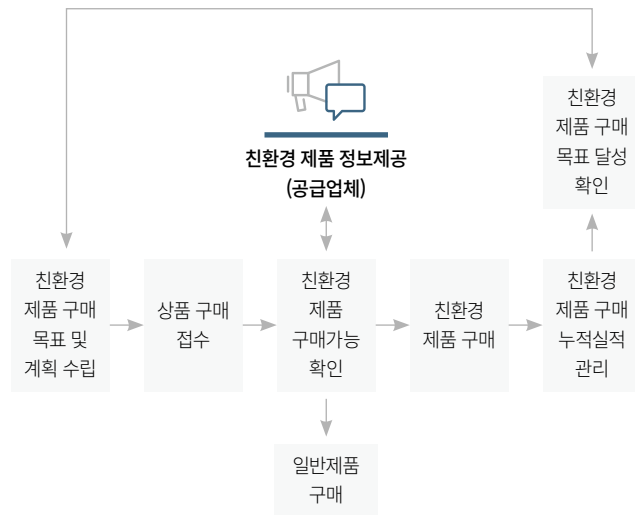 친환경 제품 정보제공
(공급업체)
친환경
제품 구매
목표 달성
확인
친환경
제품 구매
목표 및
계획 수립
상품 구매
접수
친환경
제품
구매가능
확인
친환경
제품 구매
친환경
제품 구매
누적실적
관리
일반제품
구매